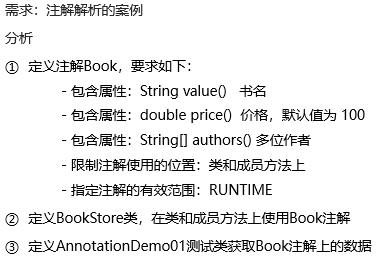 需求：注解解析的案例
分析
① 定义注解Book，要求如下：
- 包含属性：String value() 书名
- 包含属性：double price() 价格，默认值为 100
- 包含属性：String[] authors() 多位作者
- 限制注解使用的位置：类和成员方法上
- 指定注解的有效范围：RUNTIME
② 定义BookStore类，在类和成员方法上使用Book注解
③ 定义AnnotationDemo01测试类获取Book注解上的数据